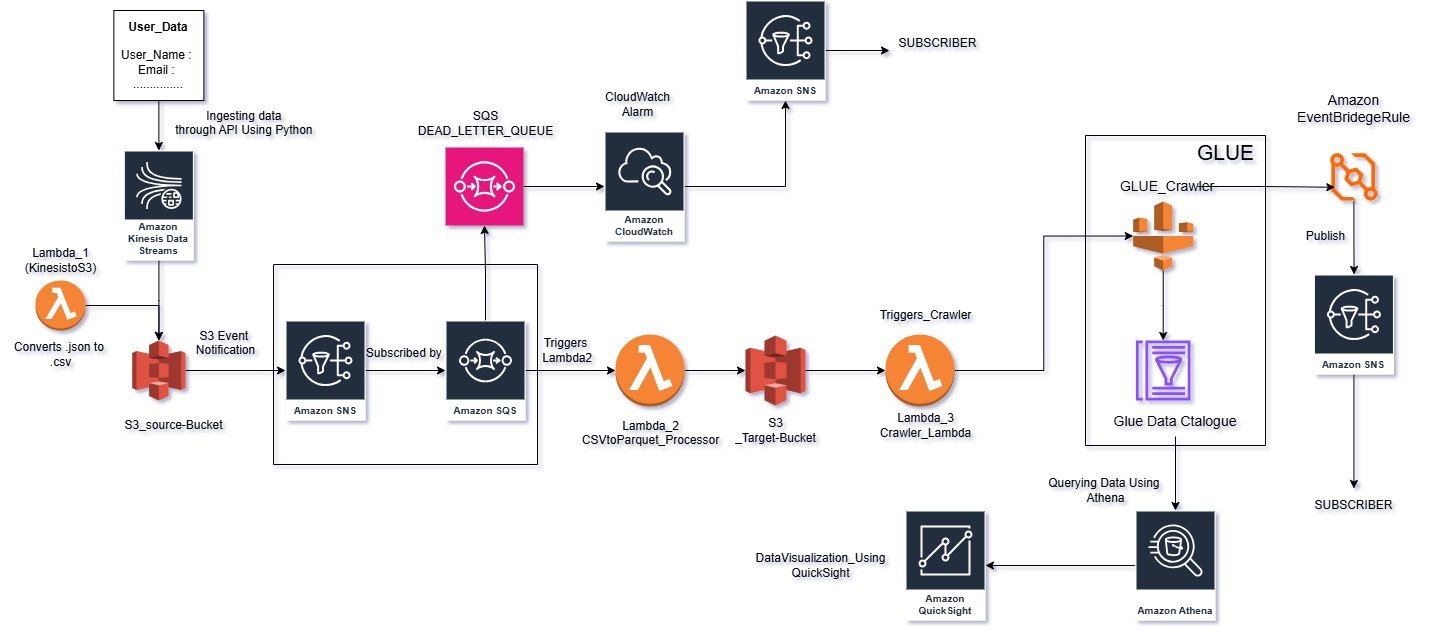 User_Data
User_Name :
Email :
...............
Ingesting data
through API Using Python
Amazon
Kinesis Data
Streams
Lambda_1
(KinesistoS3)
Converts .json to
.csv
S3_source-Bucket
S3 Event
Notification
Amazon SNS
Subscribed by
Amazon SQS
SQS
DEAD_LETTER_QUEUE
CloudWatch
Alarm
Amazon
CloudWatch
Amazon SNS
SUBSCRIBER
Triggers
Lambda2
Lambda_2
CSVtoParquet_Processor
S3
_Target-Bucket
Triggers_Crawler
Lambda_3
Crawler_Lambda
GLUE
GLUE_Crawler
Glue Data Ctalogue
Amazon
EventBridegeRule
Publish
Amazon SNS
SUBSCRIBER
Querying Data Using
Athena
Amazon Athena
DataVisualization_Using
QuickSight
Amazon
QuickSight